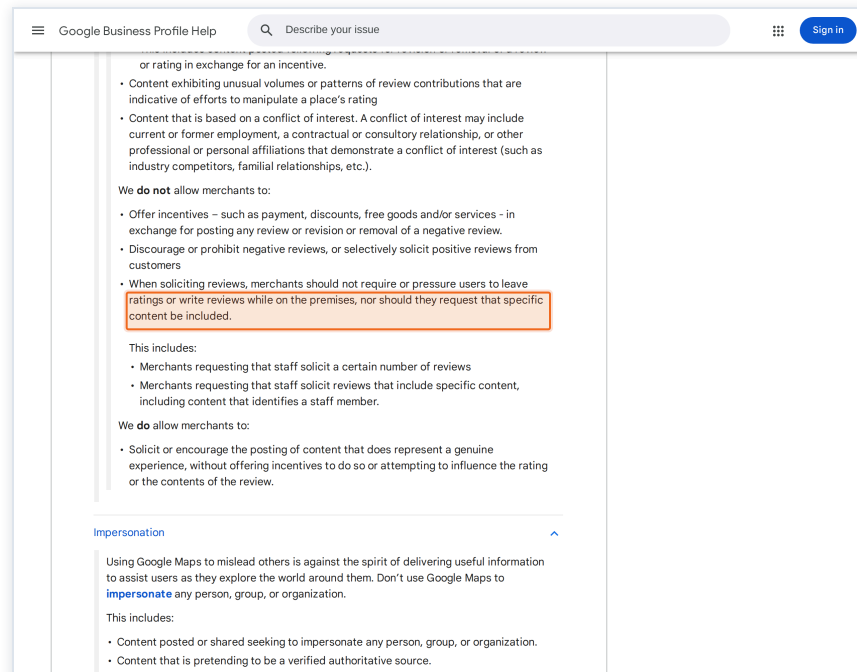 Google Business Profile Help
Describe your issue
Sign in
This includes content posted following requests for revision or removal of a review
or rating in exchange for an incentive.
• Content exhibiting unusual volumes or patterns of review contributions that are
indicative of efforts to manipulate a place's rating
• Content that is based on a conflict of interest. A conflict of interest may include
current or former employment, a contractual or consultory relationship, or other
professional or personal affiliations that demonstrate a conflict of interest (such as
industry competitors, familial relationships, etc.).
We do not allow merchants to:
• Offer incentives – such as payment, discounts, free goods and/or services - in
exchange for posting any review or revision or removal of a negative review.
• Discourage or prohibit negative reviews, or selectively solicit positive reviews from
customers
• When soliciting reviews, merchants should not require or pressure users to leave
ratings or write reviews while on the premises, nor should they request that specific
content be included.
This includes:
• Merchants requesting that staff solicit a certain number of reviews
• Merchants requesting that staff solicit reviews that include specific content,
including content that identifies a staff member.
We do allow merchants to:
• Solicit or encourage the posting of content that does represent a genuine
experience, without offering incentives to do so or attempting to influence the rating
or the contents of the review.
Impersonation
Using Google Maps to mislead others is against the spirit of delivering useful information
to assist users as they explore the world around them. Don't use Google Maps to
impersonate any person, group, or organization.
This includes:
• Content posted or shared seeking to impersonate any person, group, or organization.
• Content that is pretending to be a verified authoritative source.